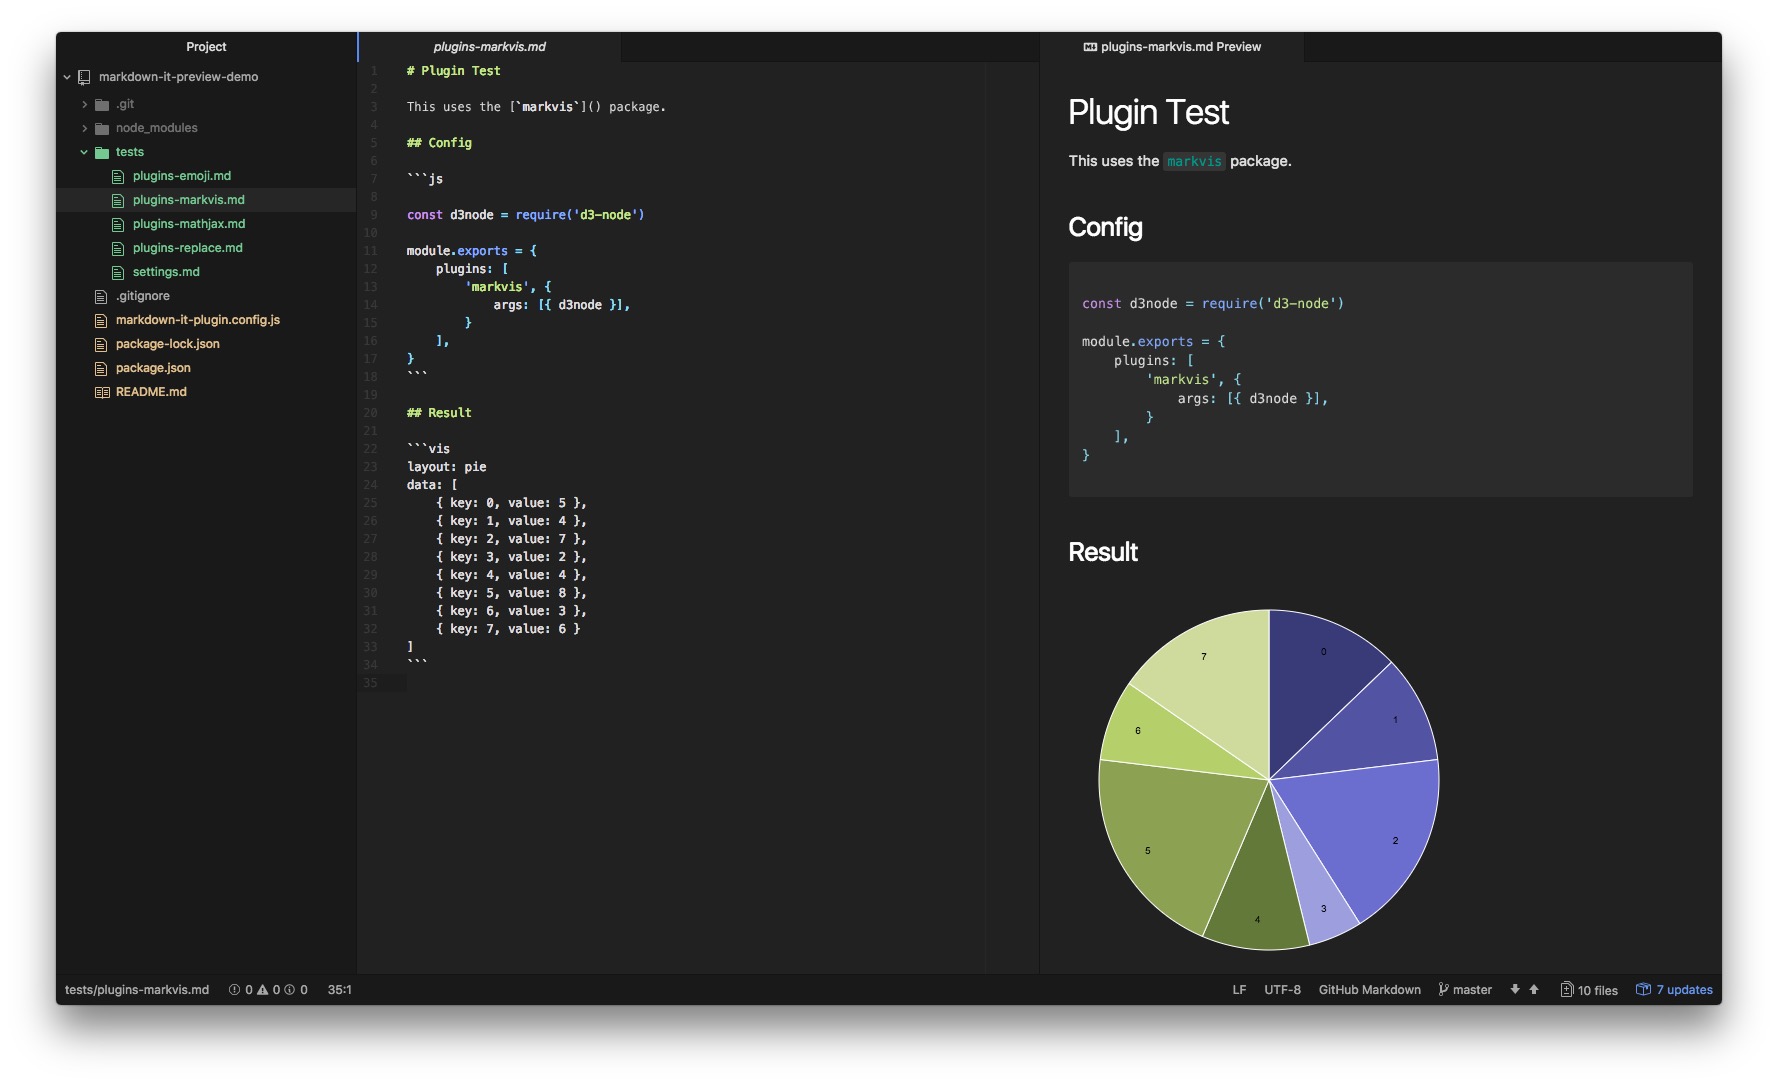 Project
markdown-it-preview-demo
.git
node_modules
tests
plugins-emoji.md
plugins-markvis.md
plugins-mathjax.md
plugins-replace.md
settings.md
.gitignore
markdown-it-plugin.config.js
package-lock.json
package.json
README.md
plugins-markvis.md
1 # Plugin Test
2
3 This uses the [`markvis`]() package.
4
5 ## Config
6
7 ```js
8
9 const d3node = require('d3-node')
10
11 module.exports = {
12     plugins: [
13         'markvis', {
14             args: [{ d3node }],
15         }
16     ],
17 }
18 ```
19
20 ## Result
21
22 ```vis
23 layout: pie
24 data: [
25     { key: 0, value: 5 },
26     { key: 1, value: 4 },
27     { key: 2, value: 7 },
28     { key: 3, value: 2 },
29     { key: 4, value: 4 },
30     { key: 5, value: 8 },
31     { key: 6, value: 3 },
32     { key: 7, value: 6 }
33 ]
34 ```
35
plugins-markvis.md Preview
Plugin Test
This uses the markvis package.
Config
const d3node = require('d3-node')
module.exports = {
    plugins: [
        'markvis', {
            args: [{ d3node }],
        }
    ],
}
Result
0
1
2
3
4
5
6
7
tests/plugins-markvis.md 0 0 0 35:1 LF UTF-8 GitHub Markdown master 10 files 7 updates